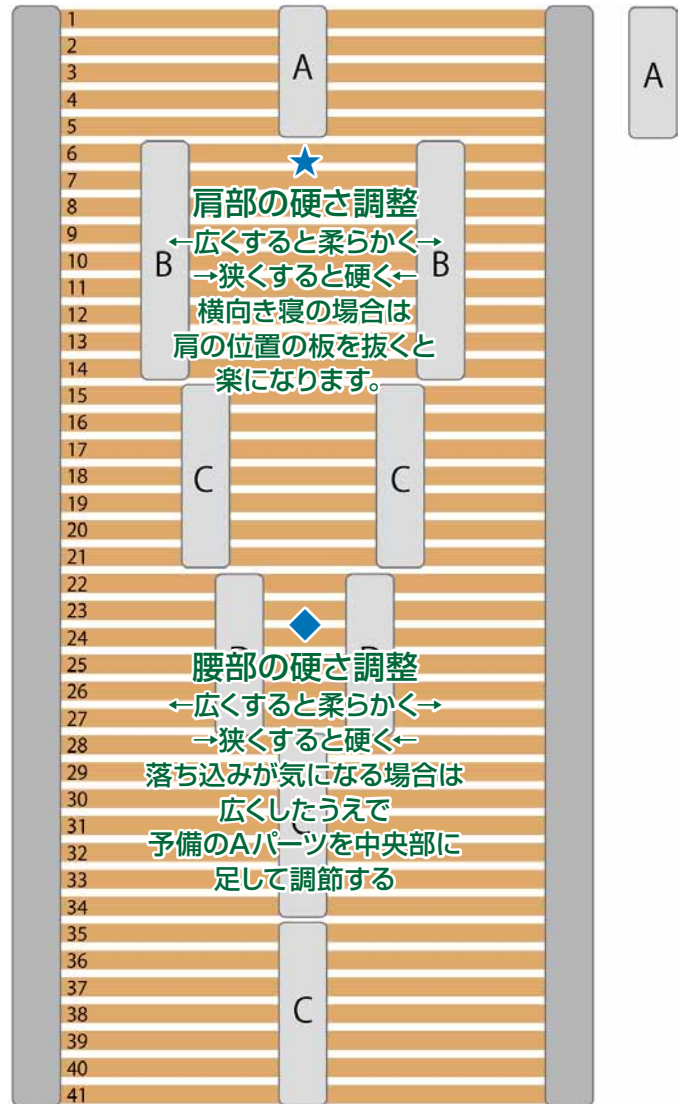 1
2
3
4
5
A
A
6
7
8
9
10
11
12
13
14
B
B
★
肩部の硬さ調整
←広くすると柔らかく→
→狭くすると硬く←
横向き寝の場合は
肩の位置の板を抜くと
楽になります。
15
16
17
18
19
20
21
C
C
22
23
24
25
26
27
28
29
30
31
32
33
34
D
D
◆
腰部の硬さ調整
←広くすると柔らかく→
→狭くすると硬く←
落ち込みが気になる場合は
広くしたうえで
予備のAパーツを中央部に
足して調節する
C
35
36
37
38
39
40
41
C